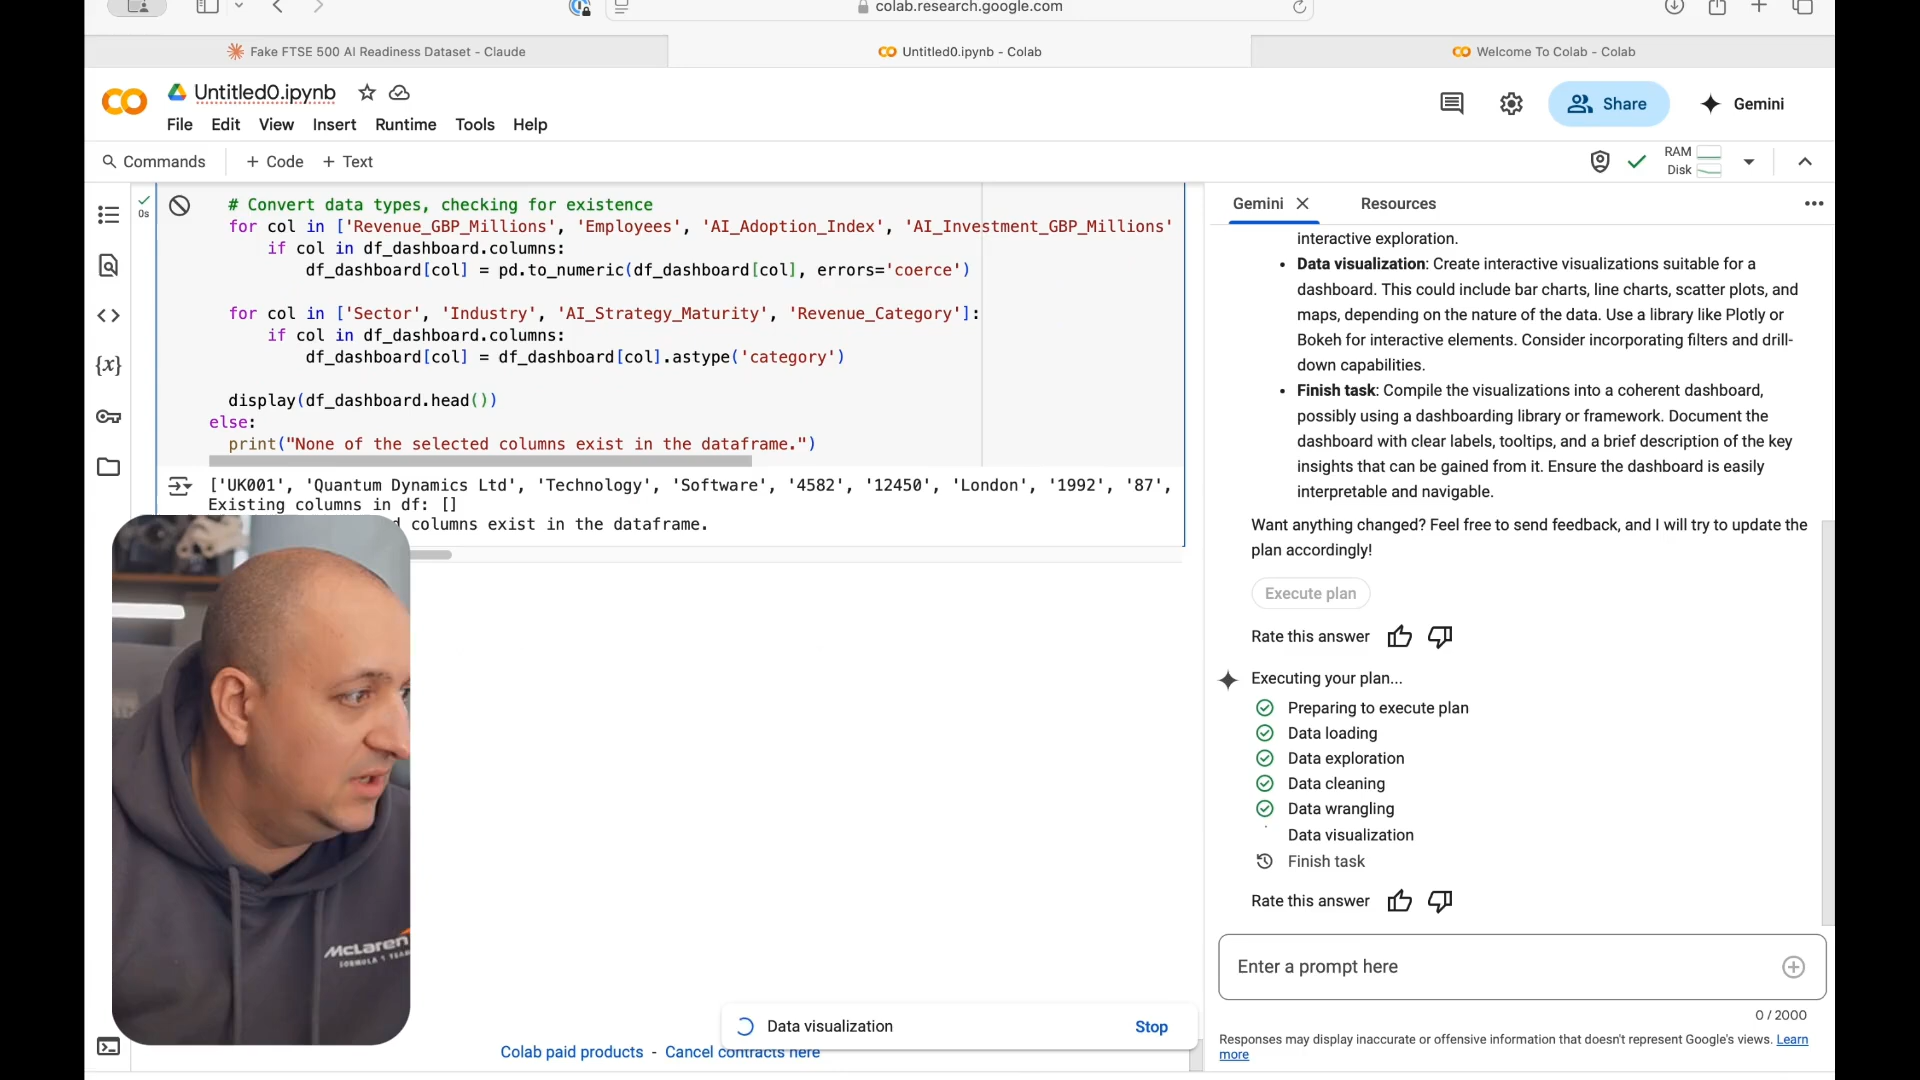 colab.research.google.com
Fake FTSE 500 AI Readiness Dataset - Claude
Untitled0.ipynb - Colab
Welcome To Colab - Colab
Untitled0.ipynb
File Edit View Insert Runtime Tools Help
Share
Gemini
Commands
+ Code + Text
RAM
Disk
0s
# Convert data types, checking for existence
for col in ['Revenue_GBP_Millions', 'Employees', 'AI_Adoption_Index', 'AI_Investment_GBP_Millions'
if col in df_dashboard.columns:
df_dashboard[col] = pd.to_numeric(df_dashboard[col], errors='coerce')
for col in ['Sector', 'Industry', 'AI_Strategy_Maturity', 'Revenue_Category']:
if col in df_dashboard.columns:
df_dashboard[col] = df_dashboard[col].astype('category')
display(df_dashboard.head())
else:
print("None of the selected columns exist in the dataframe.")
['UK001', 'Quantum Dynamics Ltd', 'Technology', 'Software', '4582', '12450', 'London', '1992', '87',
Existing columns in df: []
d columns exist in the dataframe.
McLaren
FORMULA 1 TEAM
Data visualization
Stop
Colab paid products - Cancel contracts here
Gemini
Resources
interactive exploration.
• Data visualization: Create interactive visualizations suitable for a
dashboard. This could include bar charts, line charts, scatter plots, and
maps, depending on the nature of the data. Use a library like Plotly or
Bokeh for interactive elements. Consider incorporating filters and drill-
down capabilities.
• Finish task: Compile the visualizations into a coherent dashboard,
possibly using a dashboarding library or framework. Document the
dashboard with clear labels, tooltips, and a brief description of the key
insights that can be gained from it. Ensure the dashboard is easily
interpretable and navigable.
Want anything changed? Feel free to send feedback, and I will try to update the
plan accordingly!
Execute plan
Rate this answer
Executing your plan...
Preparing to execute plan
Data loading
Data exploration
Data cleaning
Data wrangling
Data visualization
Finish task
Rate this answer
Enter a prompt here
0 / 2000
Responses may display inaccurate or offensive information that doesn't represent Google's views. Learn
more